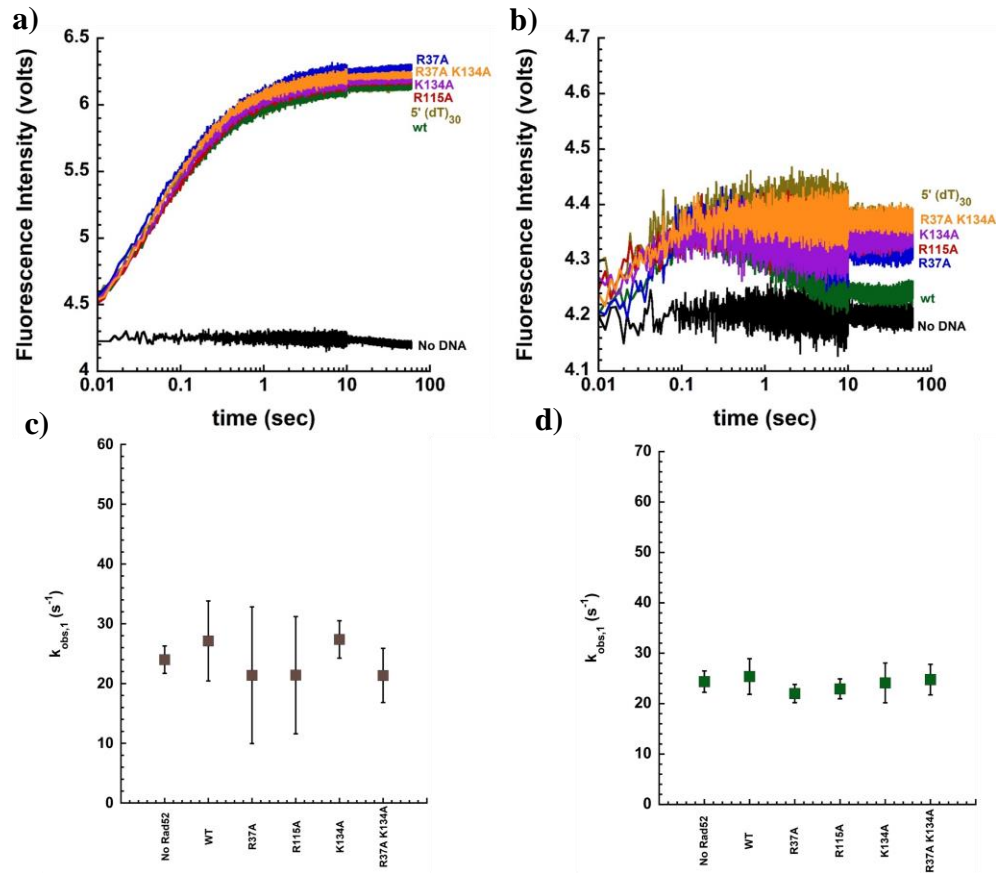 a)
Fluorescence Intensity (volts)
6.5
6
5.5
5
4.5
4
0.01
0.1
1
10
100
time (sec)
R37A
R37A K134A
K134A
R115A
5' (dT)30
wt
No DNA
b)
Fluorescence Intensity (volts)
4.7
4.6
4.5
4.4
4.3
4.2
4.1
0.01
0.1
1
10
100
time (sec)
5' (dT)30
R37A K134A
K134A
R115A
R37A
wt
No DNA
c)
kobs,1 (s-1)
60
50
40
30
20
10
0
No Rad52
WT
R37A
R115A
K134A
R37A K134A
d)
kobs,1 (s-1)
70
60
50
40
30
20
10
0
No Rad52
WT
R37A
R115A
K134A
R37A K134A